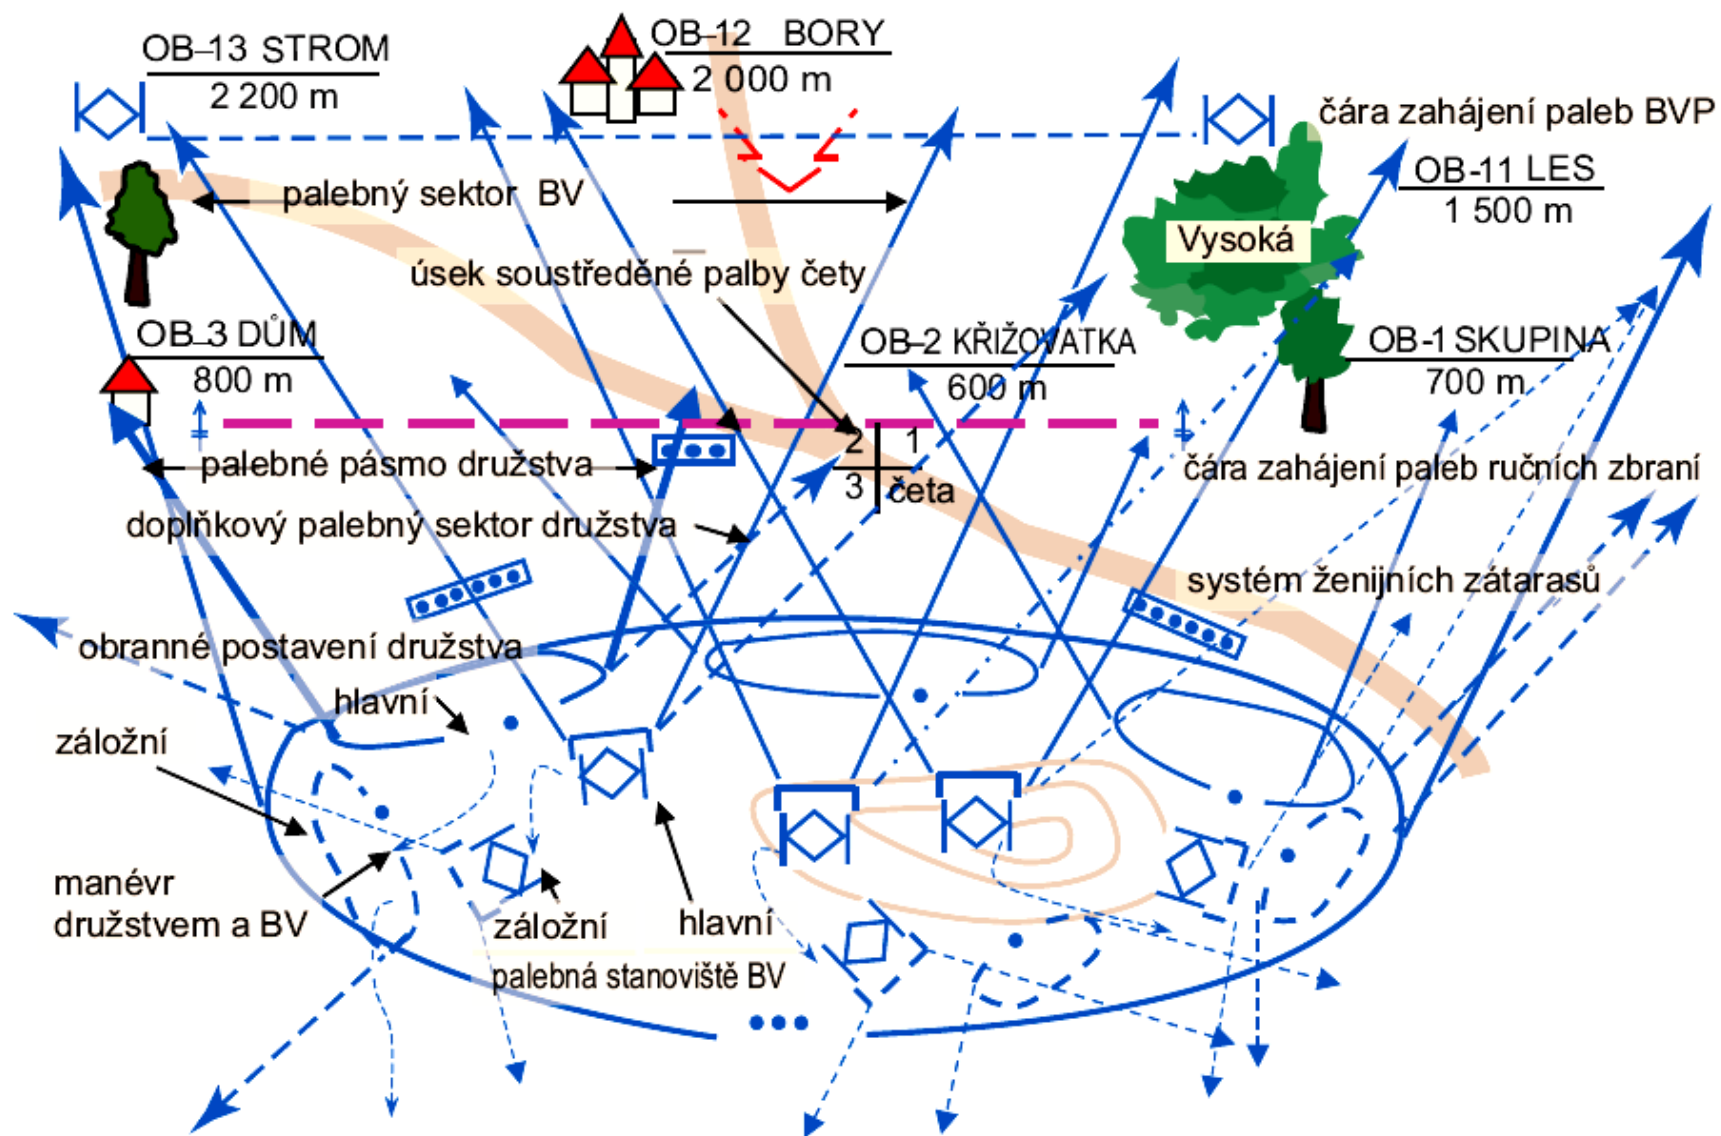 OB–13 STROM
2 200 m
OB–12 BORY
2 000 m
čára zahájení paleb BVP
OB-11 LES
1 500 m
palebný sektor BV
Vysoká
úsek soustředěné palby čety
OB–3 DŮM
800 m
OB–2 KŘIŽOVATKA
600 m
OB-1 SKUPINA
700 m
2 1
3 četa
palebné pásmo družstva
čára zahájení paleb ručních zbraní
doplňkový palebný sektor družstva
systém ženijních zátarasů
obranné postavení družstva
hlavní
záložní
manévr
družstvem a BV
záložní
hlavní
palebná stanoviště BV